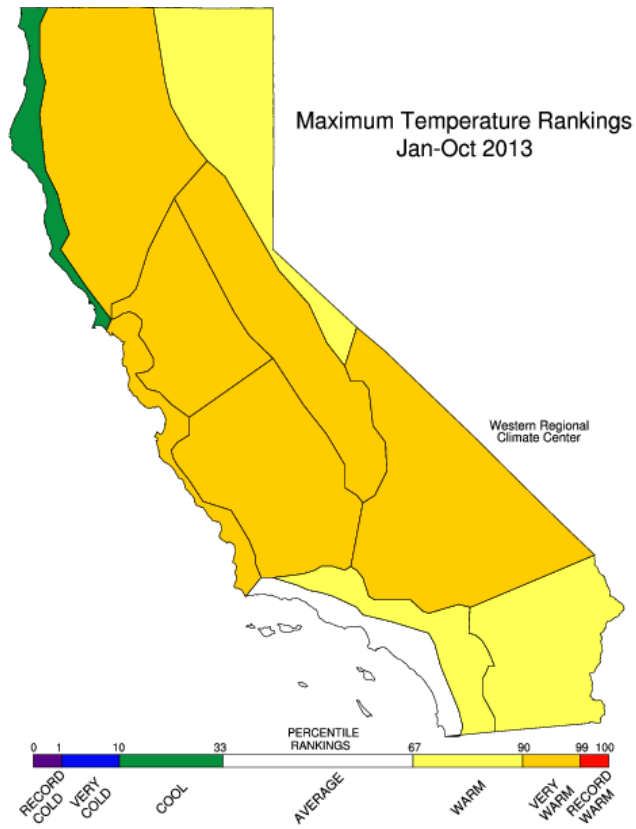 Maximum Temperature Rankings
Jan-Oct 2013
Western Regional
Climate Center
PERCENTILE
RANKINGS
0 1 10 33 67 90 99 100
RECORD
COLD
VERY
COLD
COOL
AVERAGE
WARM
VERY
WARM
RECORD
WARM